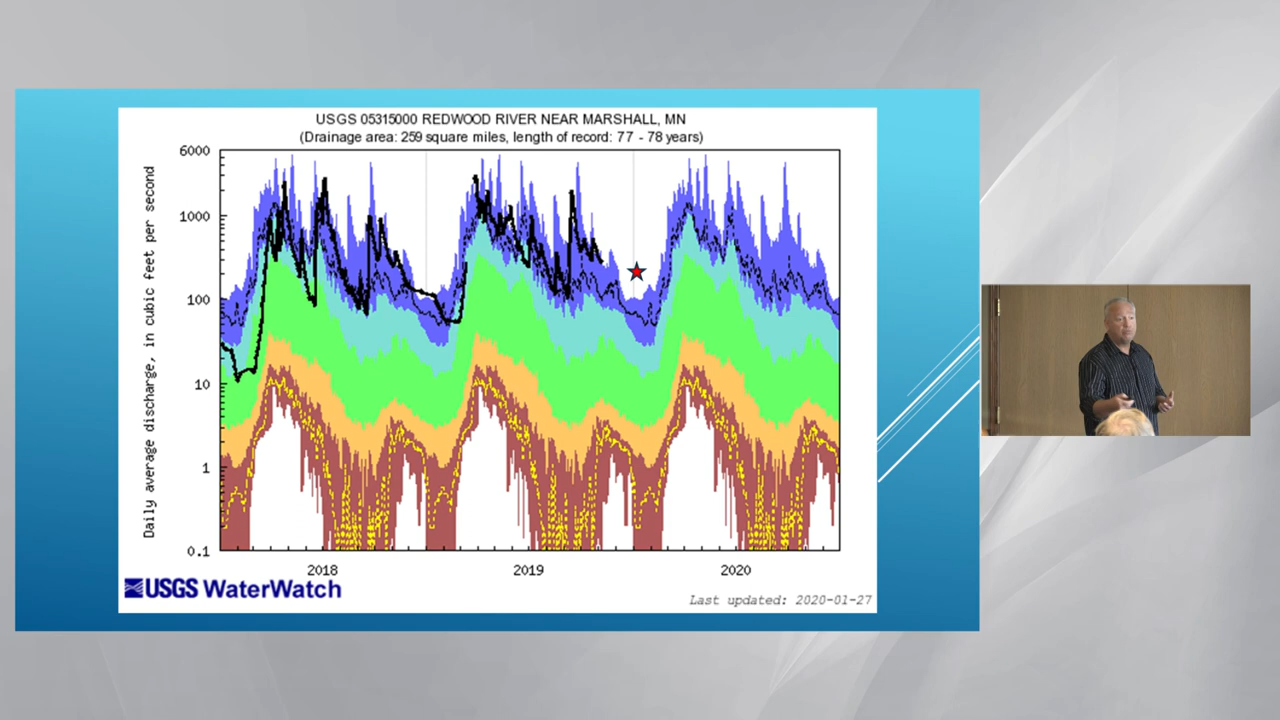 USGS 05315000 REDWOOD RIVER NEAR MARSHALL, MN
(Drainage area: 259 square miles, length of record: 77 - 78 years)
Daily average discharge, in cubic feet per second
6000
1000
100
10
1
0.1
2018
2019
2020
USGS WaterWatch
Last updated: 2020-01-27